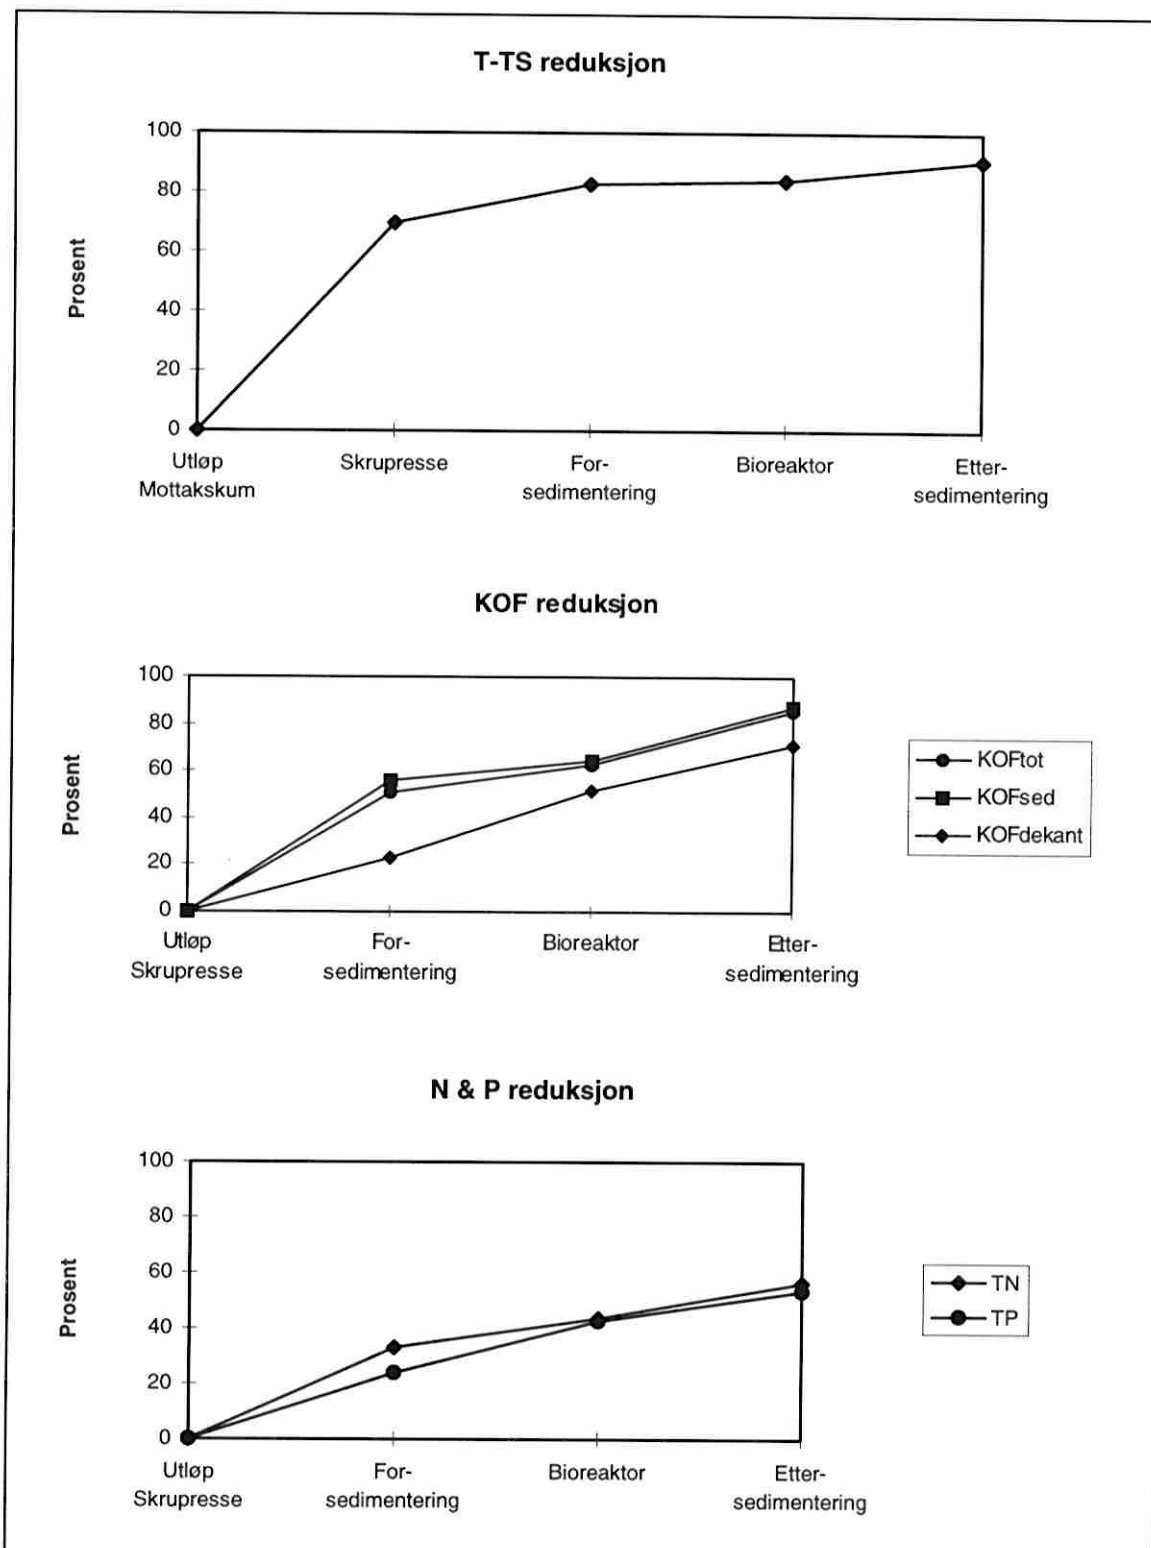 T-TS reduksjon
Prosent
100
80
60
40
20
0
Utløp
Mottakskum
Skrupresse
For-
sedimentering
Bioreaktor
Etter-
sedimentering
KOF reduksjon
Prosent
100
80
60
40
20
0
Utløp
Skrupresse
For-
sedimentering
Bioreaktor
Etter-
sedimentering
KOFtot
KOFsed
KOFdekant
N & P reduksjon
Prosent
100
80
60
40
20
0
Utløp
Skrupresse
For-
sedimentering
Bioreaktor
Etter-
sedimentering
TN
TP